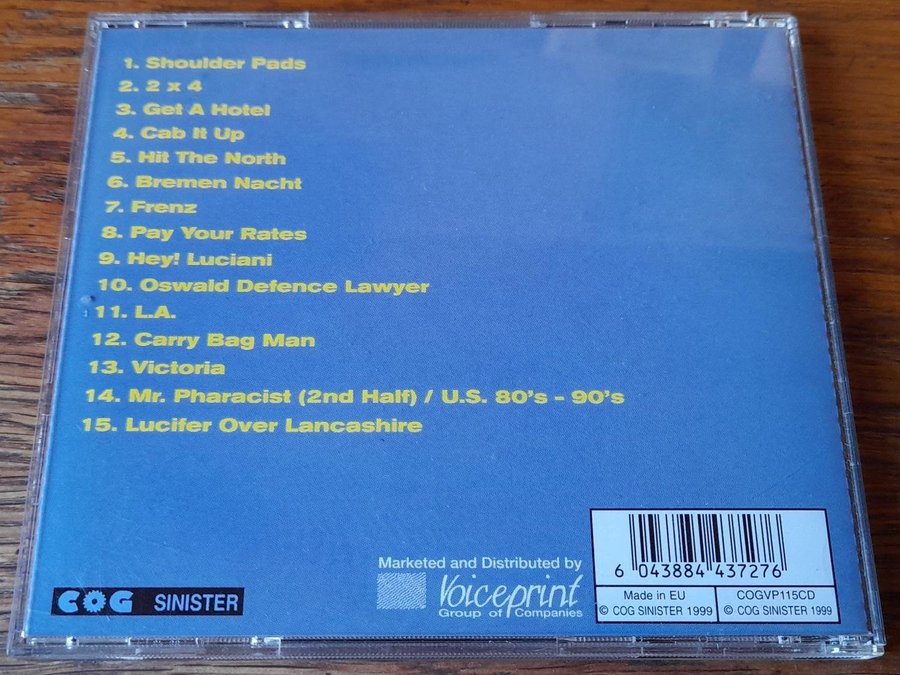 1. Shoulder Pads
2. 2 x 4
3. Get A Hotel
4. Cab It Up
5. Hit The North
6. Bremen Nacht
7. Frenz
8. Pay Your Rates
9. Hey! Luciani
10. Oswald Defence Lawyer
11. L.A.
12. Carry Bag Man
13. Victoria
14. Mr. Pharacist (2nd Half) / U.S. 80's - 90's
15. Lucifer Over Lancashire
COG SINISTER
Marketed and Distributed by
Voiceprint
Group of Companies
6 043884 437276
Made in EU
© COG SINISTER 1999
COGVP115CD
© COG SINISTER 1999